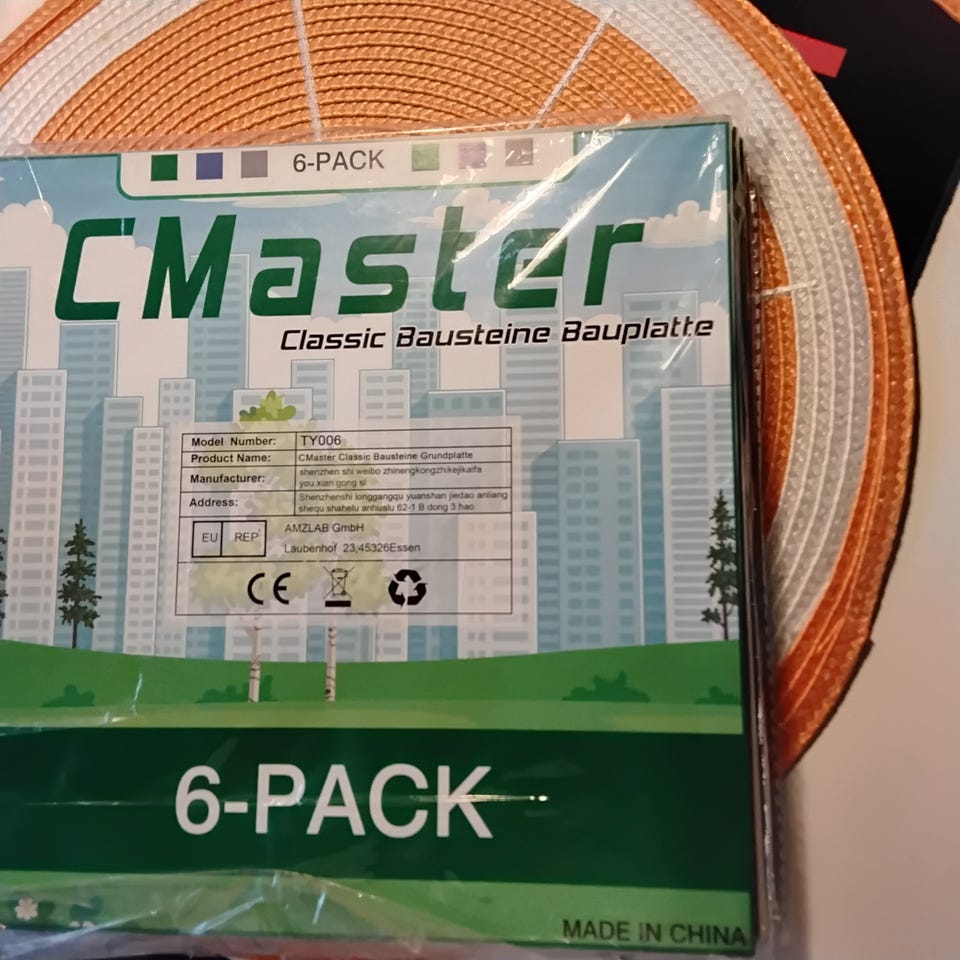 6-PACK
CMaster
Classic Bausteine Bauplatte
Model Number: TY006
Product Name: CMaster Classic Bausteine Grundplatte
Manufacturer: shenzhen shi weibo zhinengkongzhikejikaifa
you xian gong si
Address: Shenzhenshi longgangqu yuanshan jiedao anliang
shequ shahelu anhualu 62-1 B dong 3 hao
EU REP AMZLAB GmbH
Laubenhof 23,45326Essen
CE
6-PACK
MADE IN CHINA